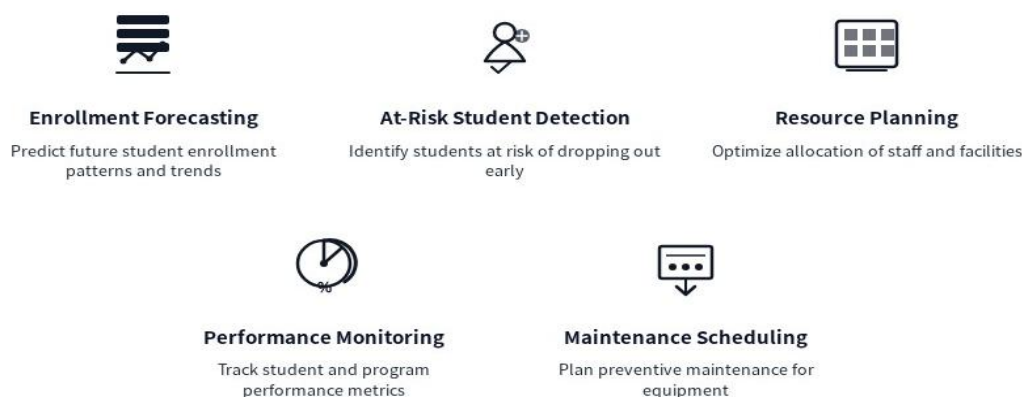 Enrollment Forecasting
Predict future student enrollment
patterns and trends
At-Risk Student Detection
Identify students at risk of dropping out
early
Resource Planning
Optimize allocation of staff and facilities
%
Performance Monitoring
Track student and program
performance metrics
Maintenance Scheduling
Plan preventive maintenance for
equipment